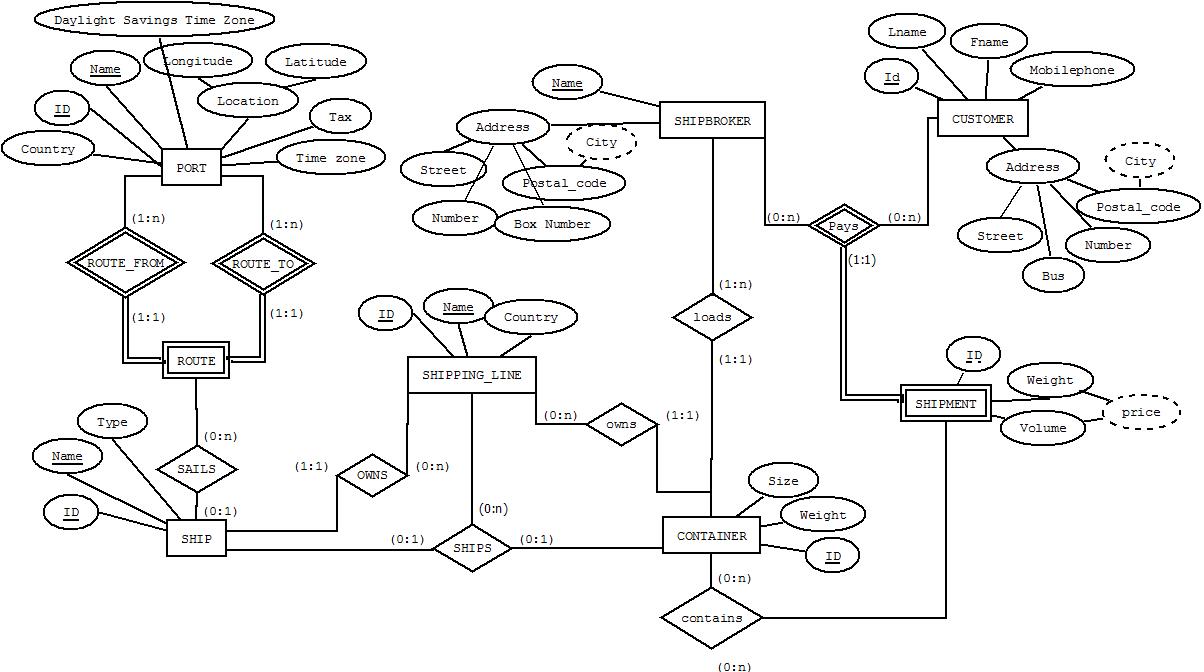 Daylight Savings Time Zone
Longitude
Latitude
Name
Location
ID
Tax
Country
Time zone
PORT
(1:n)
(1:n)
ROUTE_FROM
ROUTE_TO
(1:1)
(1:1)
ROUTE
(0:n)
SAILS
(0:1)
Type
Name
ID
SHIP
Name
Address
City
Street
Postal_code
Number
Box Number
SHIPBROKER
Lname
Fname
Id
Mobilephone
CUSTOMER
Address
City
Postal_code
Street
Number
Bus
(0:n)
(0:n)
Pays
(1:1)
(1:n)
loads
(1:1)
ID
Name
Country
SHIPPING_LINE
(0:n)
owns
(1:1)
(1:1)
OWNS
(0:n)
(0:n)
(0:1)
SHIPS
(0:1)
ID
Weight
SHIPMENT
Volume
price
Size
Weight
ID
CONTAINER
(0:n)
contains
(0:n)